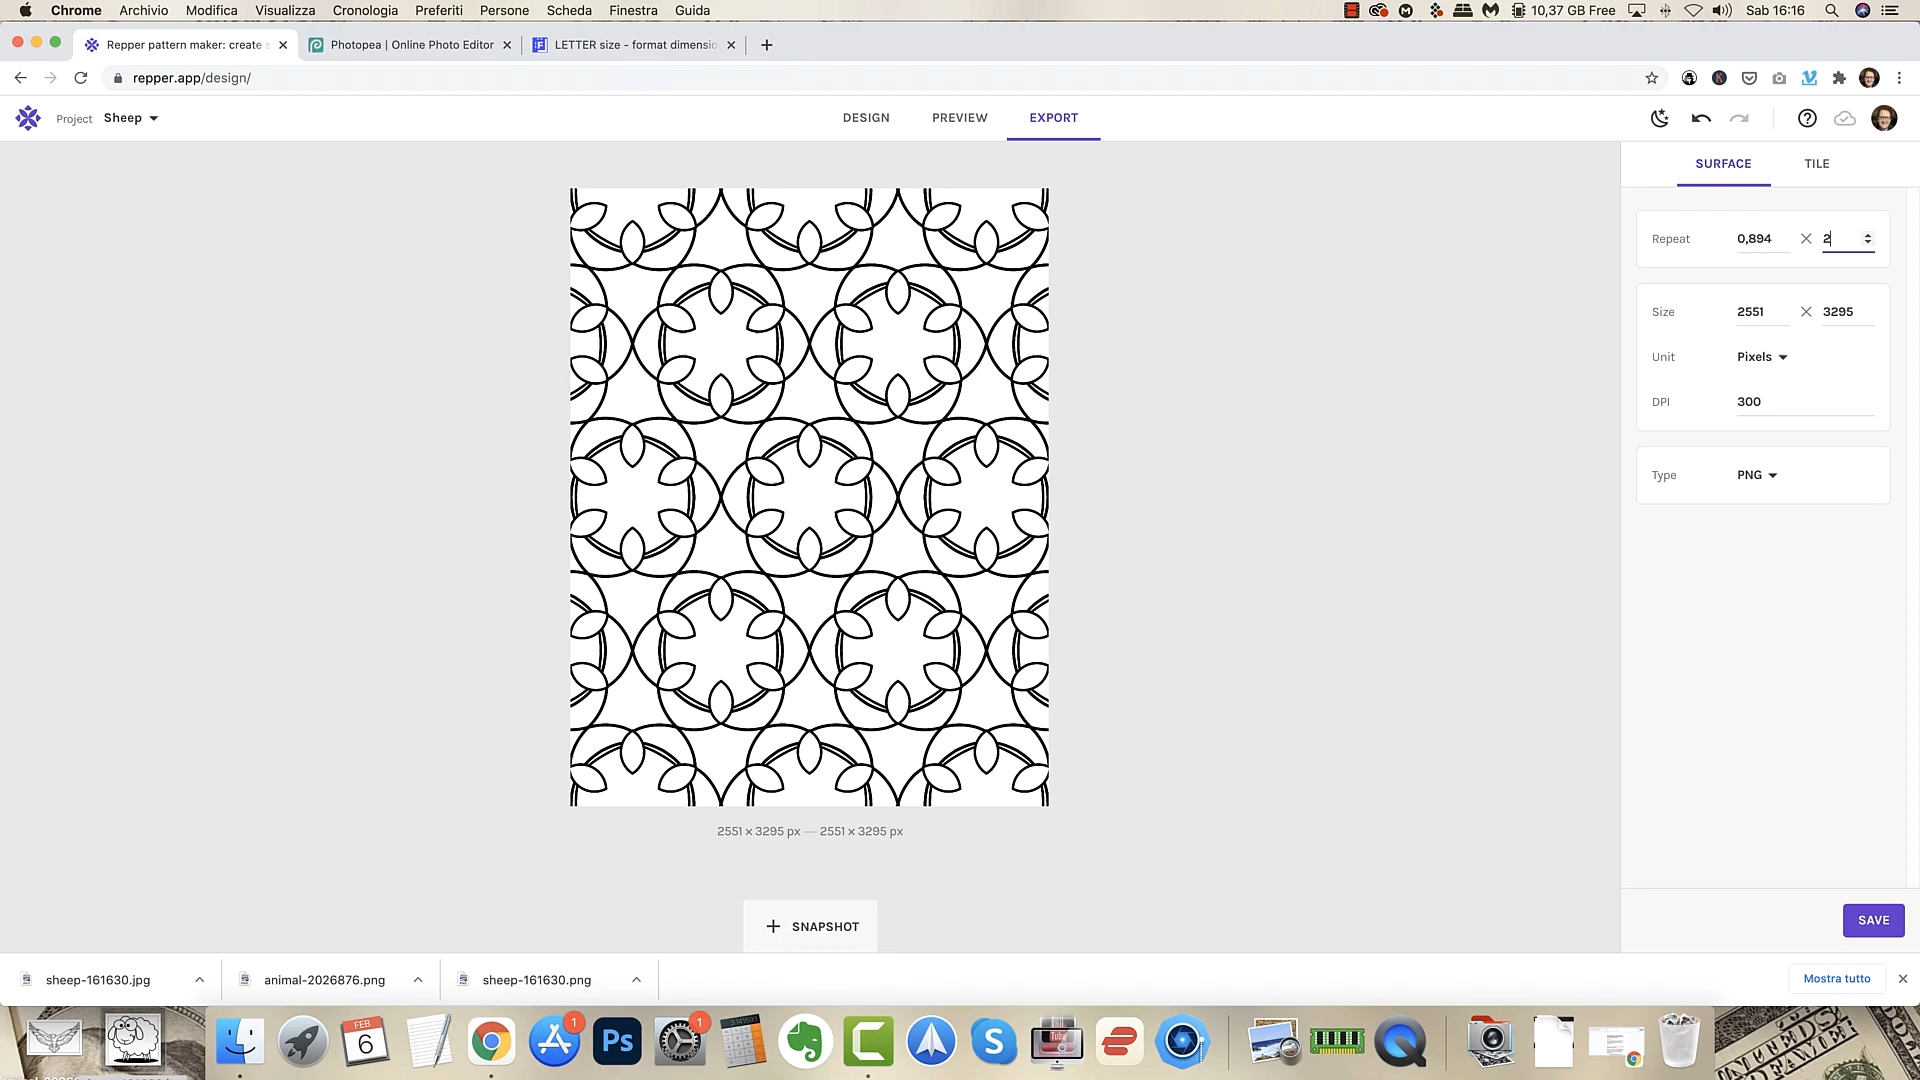 Chrome Archivio Modifica Visualizza Cronologia Preferiti Persone Scheda Finestra Guida 10,37 GB Free Sab 16:16
Repper pattern maker: create s Photopea | Online Photo Editor LETTER size - format dimensio
repper.app/design/
Project Sheep DESIGN PREVIEW EXPORT
SURFACE TILE
Repeat 0,894 2
Size 2551 3295
Unit Pixels
DPI 300
Type PNG
2551 × 3295 px — 2551 × 3295 px
SNAPSHOT
SAVE
sheep-161630.jpg animal-2026876.png sheep-161630.png Mostra tutto
FEB
6
1
Ps
1
S